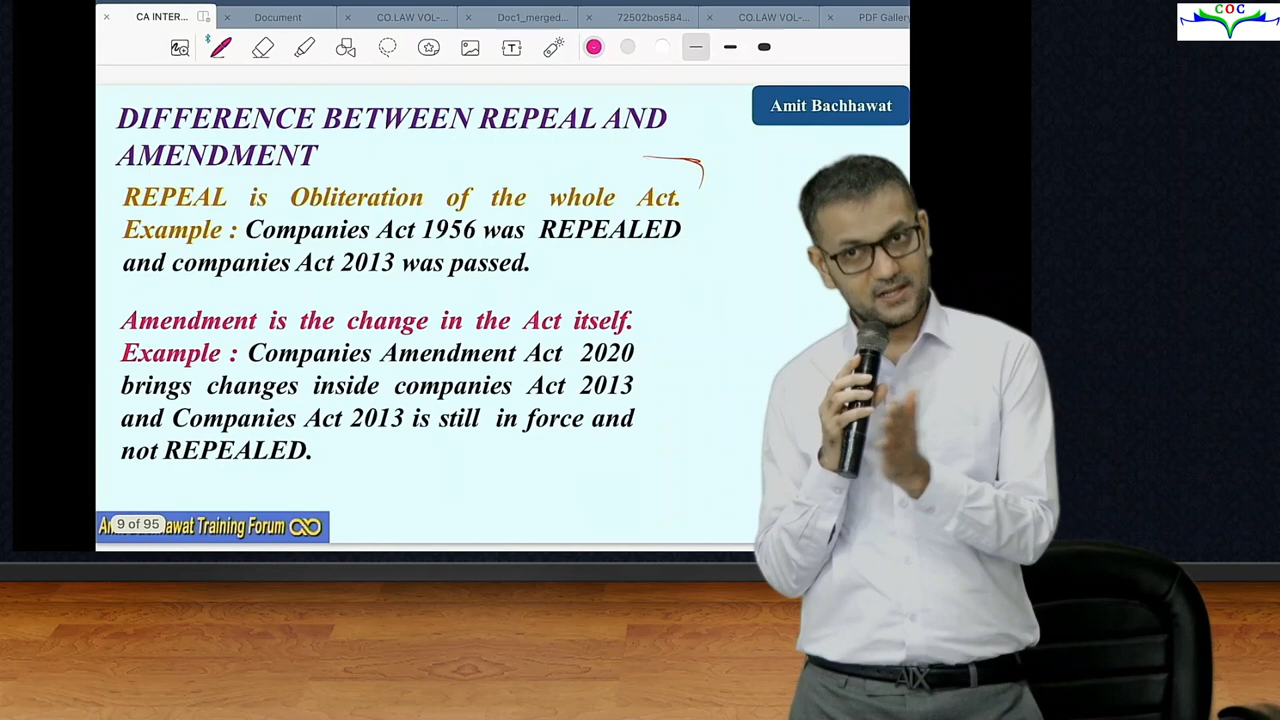 CA INTER...
Document
CO.LAW VOL-...
Doc1_merged...
72502bos584...
CO.LAW VOL-...
PDF Gallery
COC
T
Amit Bachhawat
DIFFERENCE BETWEEN REPEAL AND
AMENDMENT
REPEAL is Obliteration of the whole Act.
Example : Companies Act 1956 was REPEALED
and companies Act 2013 was passed.
Amendment is the change in the Act itself.
Example : Companies Amendment Act 2020
brings changes inside companies Act 2013
and Companies Act 2013 is still in force and
not REPEALED.
9 of 95
awat Training Forum